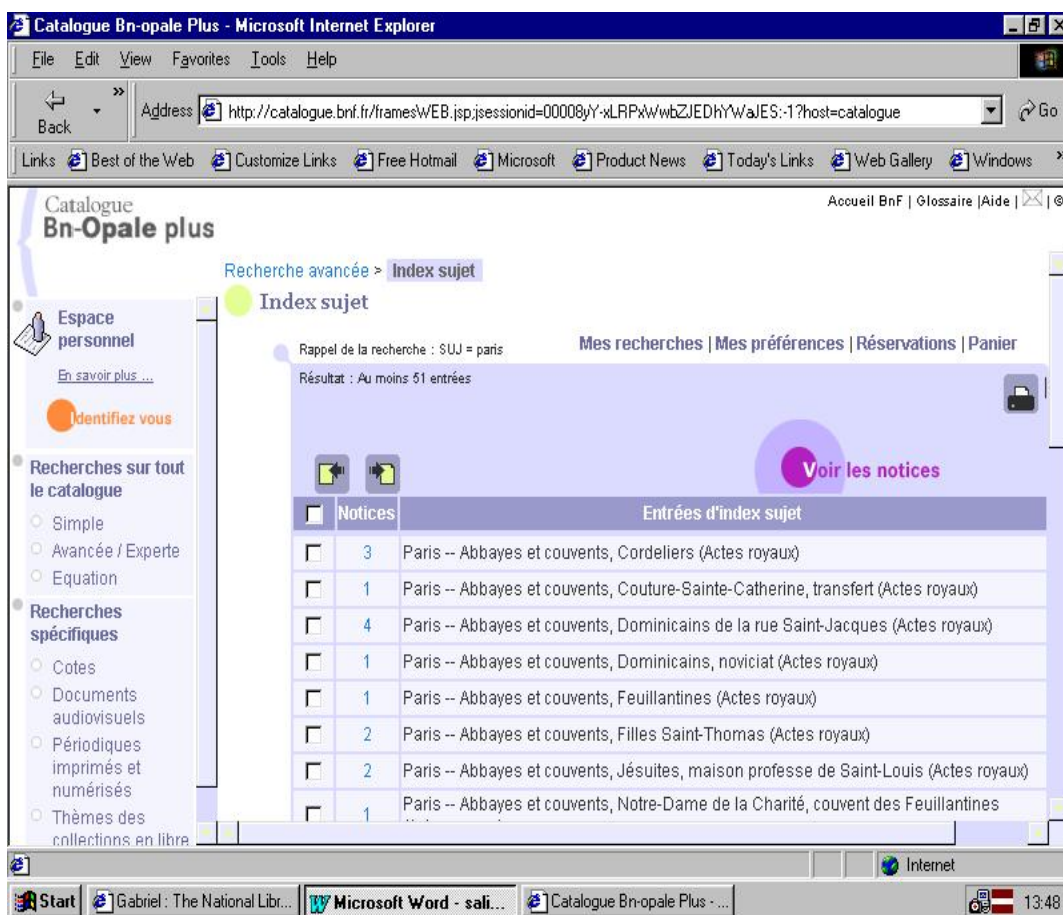 Catalogue Bn-opale Plus - Microsoft Internet Explorer
File Edit View Favorites Tools Help
Back » Address http://catalogue.bnf.fr/framesWEB.jsp;jsessionid=00008yY-xLRPxWwbZJEDhYWaJES:-1?host=catalogue Go
Links Best of the Web Customize Links Free Hotmail Microsoft Product News Today's Links Web Gallery Windows »
Catalogue
Bn-Opale plus
Accueil BnF | Glossaire |Aide | | ©
Recherche avancée > Index sujet
Index sujet
Espace
personnel
En savoir plus ...
Identifiez vous
Recherches sur tout
le catalogue
Simple
Avancée / Experte
Equation
Recherches
spécifiques
Cotes
Documents
audiovisuels
Périodiques
imprimés et
numérisés
Thèmes des
collections en libre
Mes recherches | Mes préférences | Réservations | Panier
Rappel de la recherche : SUJ = paris
Résultat : Au moins 51 entrées
Voir les notices
Notices Entrées d'index sujet
3 Paris -- Abbayes et couvents, Cordeliers (Actes royaux)
1 Paris -- Abbayes et couvents, Couture-Sainte-Catherine, transfert (Actes royaux)
4 Paris -- Abbayes et couvents, Dominicains de la rue Saint-Jacques (Actes royaux)
1 Paris -- Abbayes et couvents, Dominicains, noviciat (Actes royaux)
1 Paris -- Abbayes et couvents, Feuillantines (Actes royaux)
2 Paris -- Abbayes et couvents, Filles Saint-Thomas (Actes royaux)
2 Paris -- Abbayes et couvents, Jésuites, maison professe de Saint-Louis (Actes royaux)
1 Paris -- Abbayes et couvents, Notre-Dame de la Charité, couvent des Feuillantines
Internet
Start Gabriel : The National Libr... Microsoft Word - sali... Catalogue Bn-opale Plus - ... 13:48